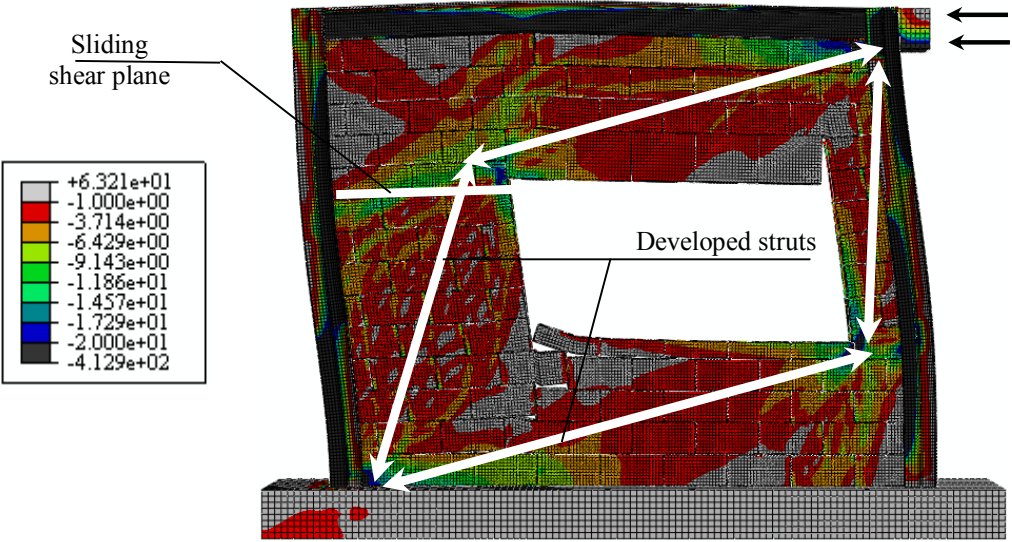 Sliding
shear plane
Developed struts
+6.321e+01
-1.000e+00
-3.714e+00
-6.429e+00
-9.143e+00
-1.186e+01
-1.457e+01
-1.729e+01
-2.000e+01
-4.129e+02